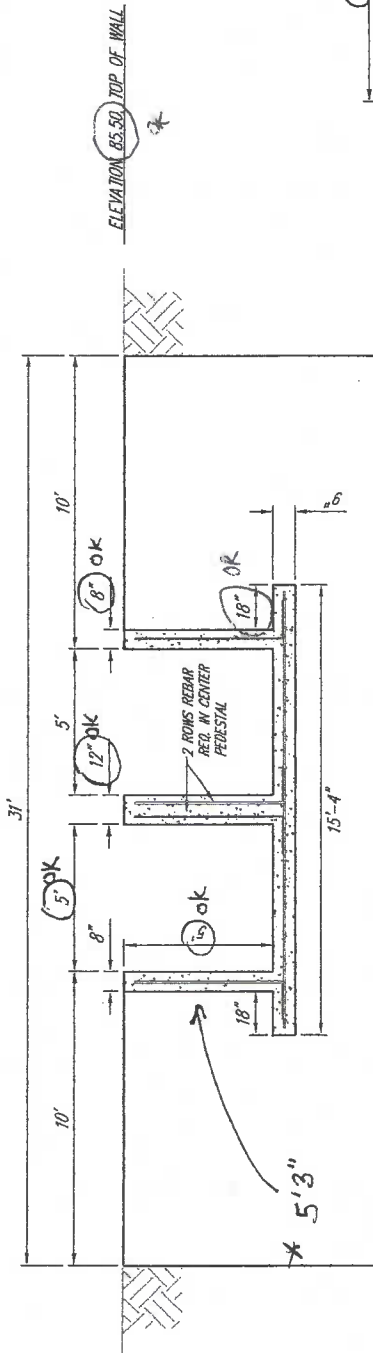 31'
10'
5' OK
5'
10'
8"
12" OK
8" OK
5' OK
2 ROWS REBAR
REQ. IN CENTER
PEDESTAL
18"
18" OK
15'-4"
9"
5'3"
ELEVATION 85.50 TOP OF WALL